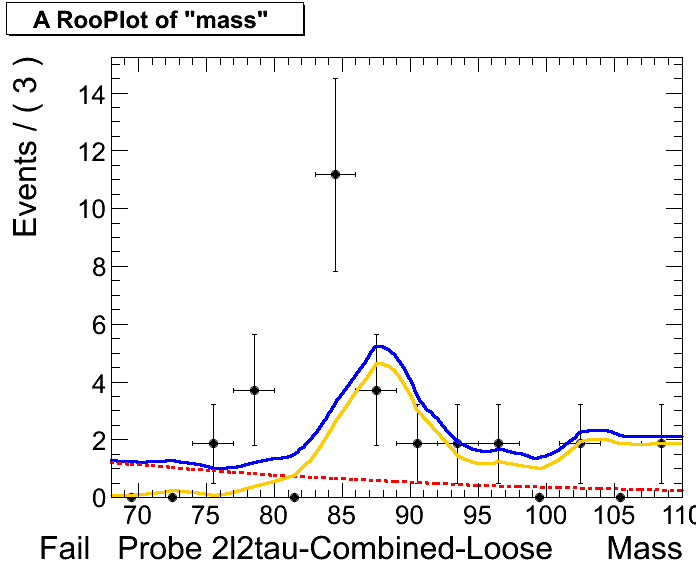 A RooPlot of "mass"
Events / ( 3 )
14
12
10
8
6
4
2
0
70 75 80 85 90 95 100 105 110
Fail Probe 2l2tau-Combined-Loose Mass